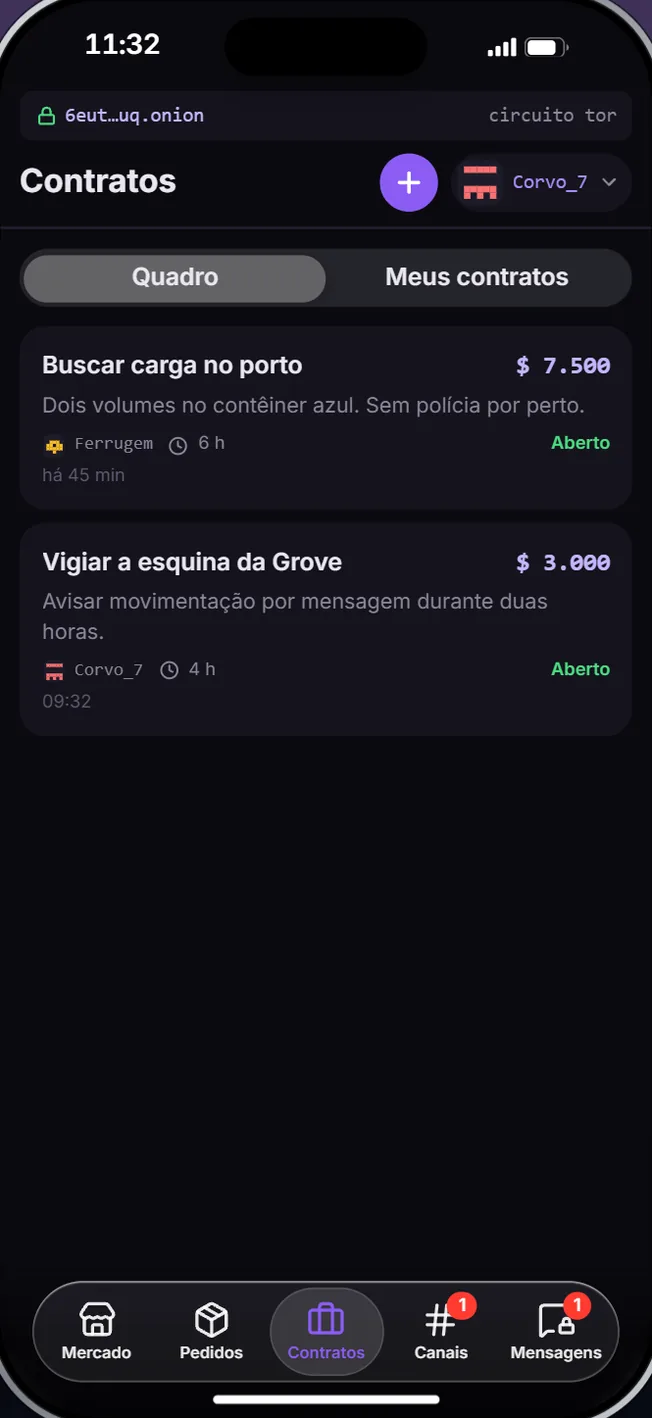 11:32
6eut…uq.onion
circuito tor
Contratos
Corvo_7
Quadro
Meus contratos
Buscar carga no porto
$ 7.500
Dois volumes no contêiner azul. Sem polícia por perto.
Ferrugem
6 h
Aberto
há 45 min
Vigiar a esquina da Grove
$ 3.000
Avisar movimentação por mensagem durante duas
horas.
Corvo_7
4 h
Aberto
09:32
1
1
Mercado
Pedidos
Contratos
Canais
Mensagens